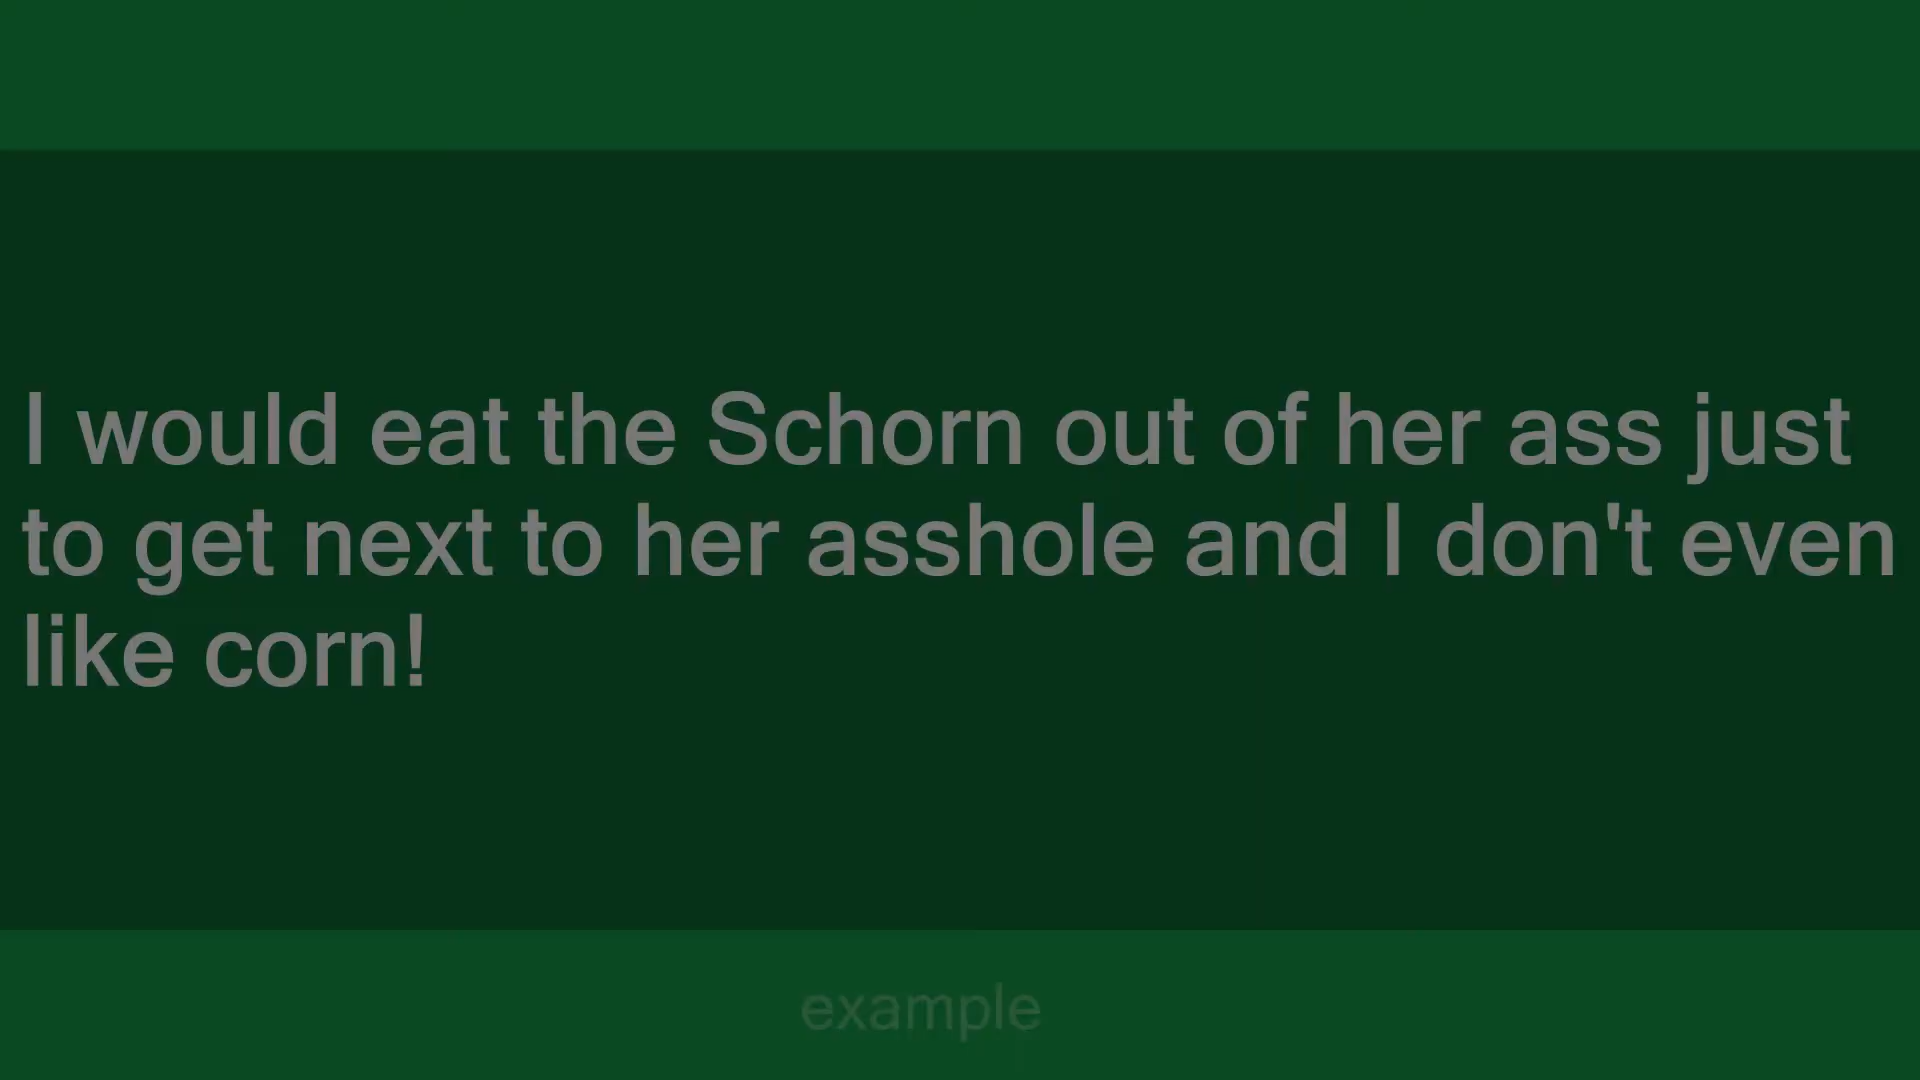 I would eat the Schorn out of her ass just
to get next to her asshole and I don't even
like corn!
example